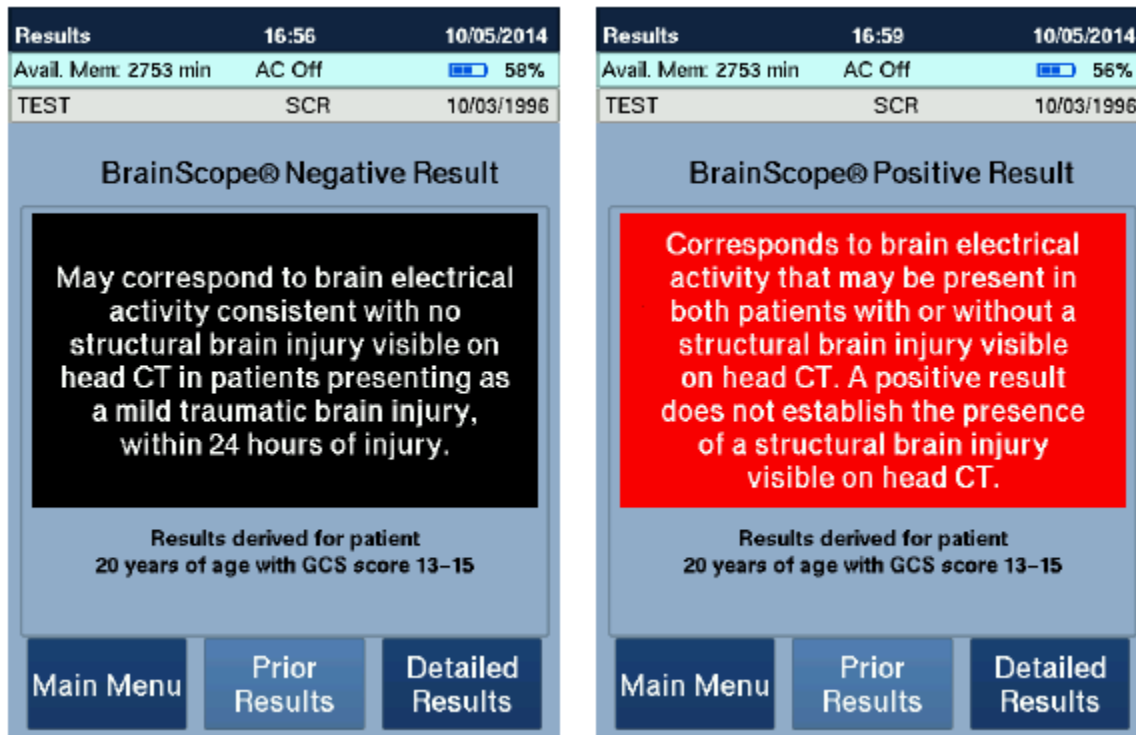 Results 16:56 10/05/2014
Avail. Mem: 2753 min AC Off 58%
TEST SCR 10/03/1996
BrainScope® Negative Result
May correspond to brain electrical
activity consistent with no
structural brain injury visible on
head CT in patients presenting as
a mild traumatic brain injury,
within 24 hours of injury.
Results derived for patient
20 years of age with GCS score 13-15
Main Menu
Prior
Results
Detailed
Results
Results 16:59 10/05/2014
Avail. Mem: 2753 min AC Off 56%
TEST SCR 10/03/1996
BrainScope® Positive Result
Corresponds to brain electrical
activity that may be present in
both patients with or without a
structural brain injury visible
on head CT. A positive result
does not establish the presence
of a structural brain injury
visible on head CT.
Results derived for patient
20 years of age with GCS score 13-15
Main Menu
Prior
Results
Detailed
Results